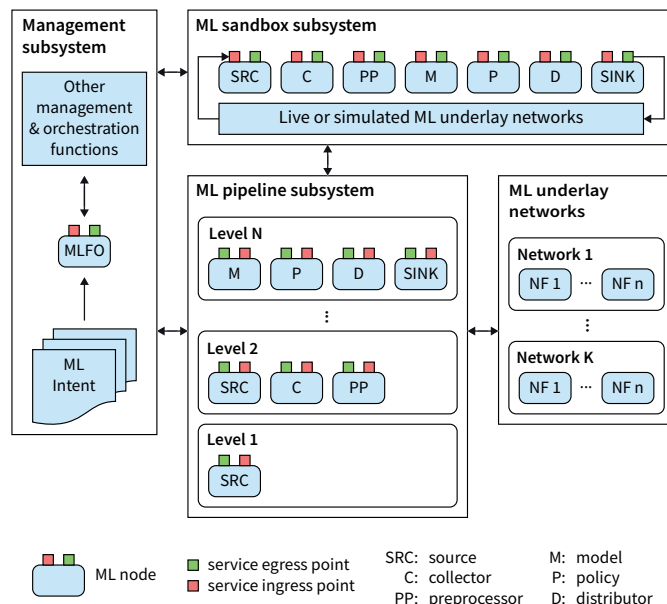 Management
subsystem
Other
management
& orchestration
functions
MLFO
ML
Intent
ML sandbox subsystem
SRC C PP M P D SINK
Live or simulated ML underlay networks
ML pipeline subsystem
Level N
M P D SINK
...
Level 2
SRC C PP
Level 1
SRC
ML underlay
networks
Network 1
NF 1 ... NF n
...
Network K
NF 1 ... NF n
ML node
service egress point
service ingress point
SRC: source
C: collector
PP: preprocessor
M: model
P: policy
D: distributor